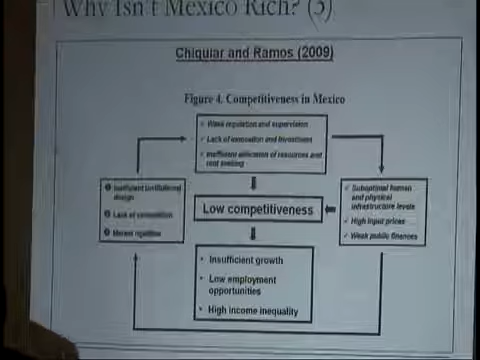 Why Isn't Mexico Rich? (3)
Chiquiar and Ramos (2009)
Figure 4. Competitiveness in Mexico
Weak regulation and supervision
Lack of innovation and investment
Inefficient allocation of resources and
rent seeking
Insufficient institutional
design
Lack of competition
Market rigidities
Low competitiveness
Suboptimal human
and physical
infrastructure levels
High input prices
Weak public finances
Insufficient growth
Low employment
opportunities
High income inequality